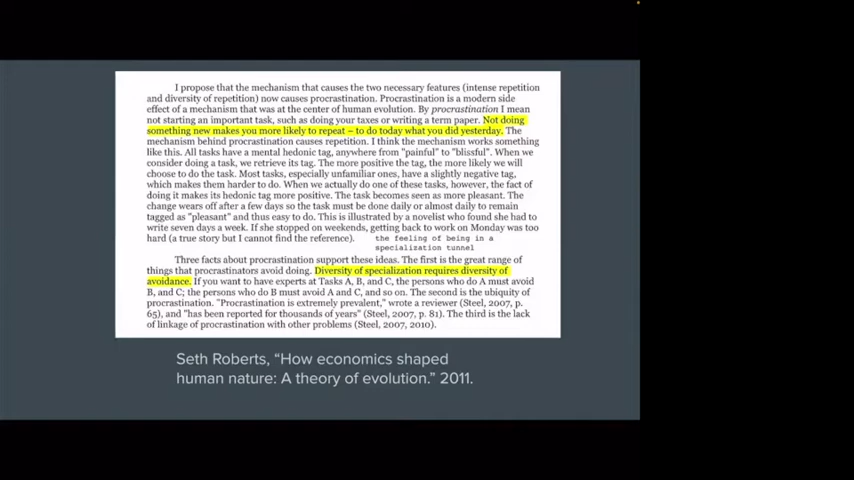 I propose that the mechanism that causes the two necessary features (intense repetition
and diversity of repetition) now causes procrastination. Procrastination is a modern side
effect of a mechanism that was at the center of human evolution. By procrastination I mean
not starting an important task, such as doing your taxes or writing a term paper. Not doing
something new makes you more likely to repeat – to do today what you did yesterday. The
mechanism behind procrastination causes repetition. I think the mechanism works something
like this. All tasks have a mental hedonic tag, anywhere from "painful" to "blissful". When we
consider doing a task, we retrieve its tag. The more positive the tag, the more likely we will
choose to do the task. Most tasks, especially unfamiliar ones, have a slightly negative tag,
which makes them harder to do. When we actually do one of these tasks, however, the fact of
doing it makes its hedonic tag more positive. The task becomes seen as more pleasant. The
change wears off after a few days so the task must be done daily or almost daily to remain
tagged as "pleasant" and thus easy to do. This is illustrated by a novelist who found she had to
write seven days a week. If she stopped on weekends, getting back to work on Monday was too
hard (a true story but I cannot find the reference).
the feeling of being in a
specialization tunnel
Three facts about procrastination support these ideas. The first is the great range of
things that procrastinators avoid doing. Diversity of specialization requires diversity of
avoidance. If you want to have experts at Tasks A, B, and C, the persons who do A must avoid
B, and C; the persons who do B must avoid A and C, and so on. The second is the ubiquity of
procrastination. "Procrastination is extremely prevalent," wrote a reviewer (Steel, 2007, p.
65), and "has been reported for thousands of years" (Steel, 2007, p. 81). The third is the lack
of linkage of procrastination with other problems (Steel, 2007, 2010).
Seth Roberts, “How economics shaped
human nature: A theory of evolution.” 2011.